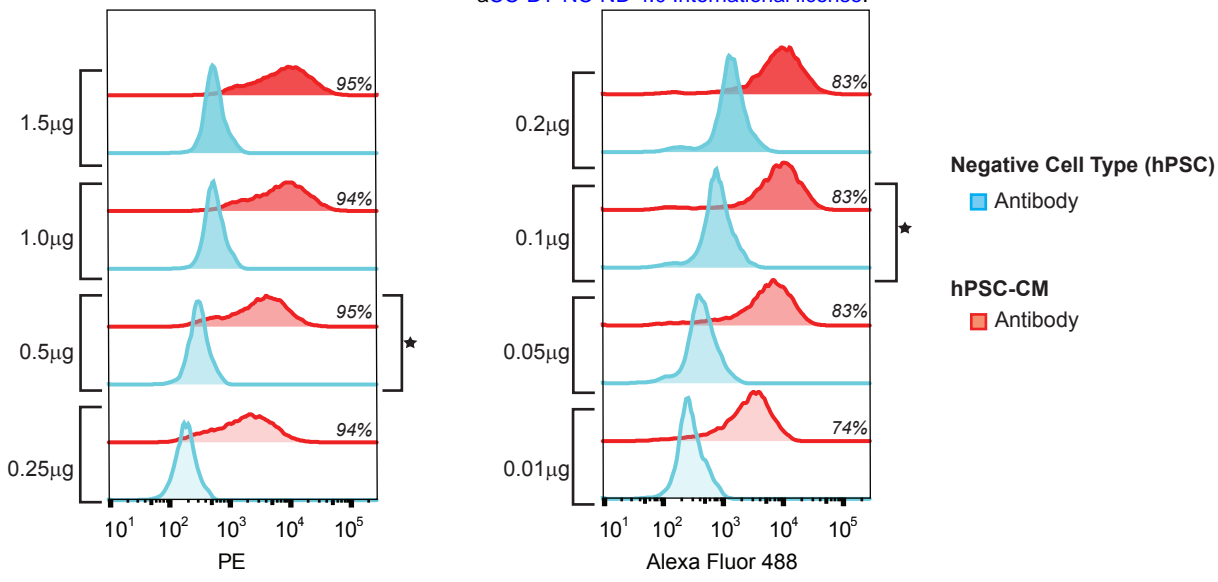 1.5μg
95%
1.0μg
94%
0.5μg
95%
★
0.25μg
94%
10¹ 10² 10³ 10⁴ 10⁵
PE
0.2μg
83%
0.1μg
83%
★
0.05μg
83%
0.01μg
74%
10¹ 10² 10³ 10⁴ 10⁵
Alexa Fluor 488
Negative Cell Type (hPSC)
Antibody
hPSC-CM
Antibody